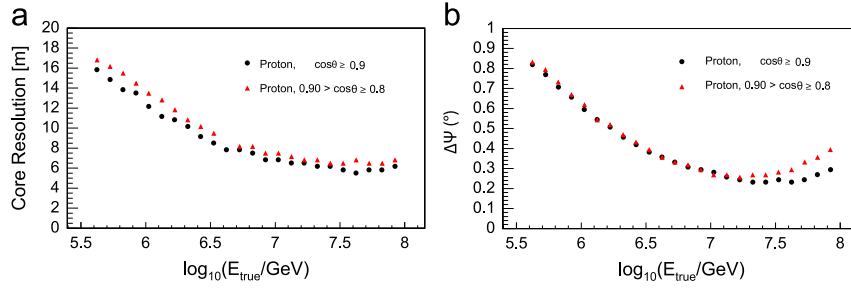 a
Core Resolution [m]
20
18
16
14
12
10
8
6
4
2
0
Proton, cosθ ≥ 0.9
Proton, 0.90 > cosθ ≥ 0.8
5.5 6 6.5 7 7.5 8
log10(Etrue/GeV)
b
ΔΨ (°)
1
0.9
0.8
0.7
0.6
0.5
0.4
0.3
0.2
0.1
0
Proton, cosθ ≥ 0.9
Proton, 0.90 > cosθ ≥ 0.8
5.5 6 6.5 7 7.5 8
log10(Etrue/GeV)